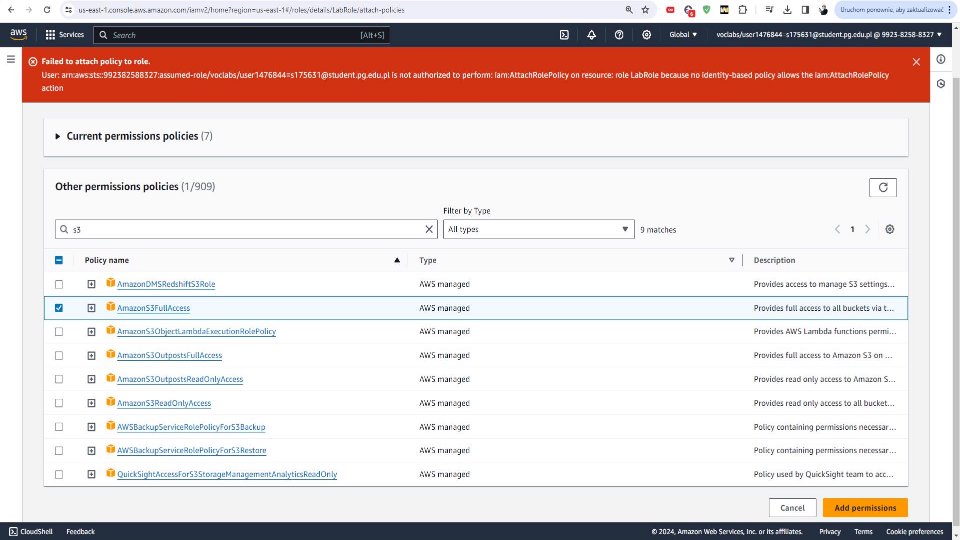 us-east-1.console.aws.amazon.com/iamv2/home?region=us-east-1#/roles/details/LabRole/attach-policies
Uruchom ponownie, aby zaktualizować
aws
Services
Search
[Alt+S]
Global
voclabs/user1476844=s175631@student.pg.edu.pl @ 9923-8258-8327
Failed to attach policy to role.
User: arn:aws:sts::992382588327:assumed-role/voclabs/user1476844=s175631@student.pg.edu.pl is not authorized to perform: iam:AttachRolePolicy on resource: role LabRole because no identity-based policy allows the iam:AttachRolePolicy
action
Current permissions policies (7)
Other permissions policies (1/909)
Filter by Type
s3
All types
9 matches
1
Policy name
Type
Description
AmazonDMSRedshiftS3Role
AWS managed
Provides access to manage S3 settings...
AmazonS3FullAccess
AWS managed
Provides full access to all buckets via t...
AmazonS3ObjectLambdaExecutionRolePolicy
AWS managed
Provides AWS Lambda functions permi...
AmazonS3OutpostsFullAccess
AWS managed
Provides full access to Amazon S3 on ...
AmazonS3OutpostsReadOnlyAccess
AWS managed
Provides read only access to Amazon S...
AmazonS3ReadOnlyAccess
AWS managed
Provides read only access to all bucket...
AWSBackupServiceRolePolicyForS3Backup
AWS managed
Policy containing permissions necessar...
AWSBackupServiceRolePolicyForS3Restore
AWS managed
Policy containing permissions necessar...
QuickSightAccessForS3StorageManagementAnalyticsReadOnly
AWS managed
Policy used by QuickSight team to acc...
Cancel
Add permissions
CloudShell
Feedback
© 2024, Amazon Web Services, Inc. or its affiliates.
Privacy
Terms
Cookie preferences